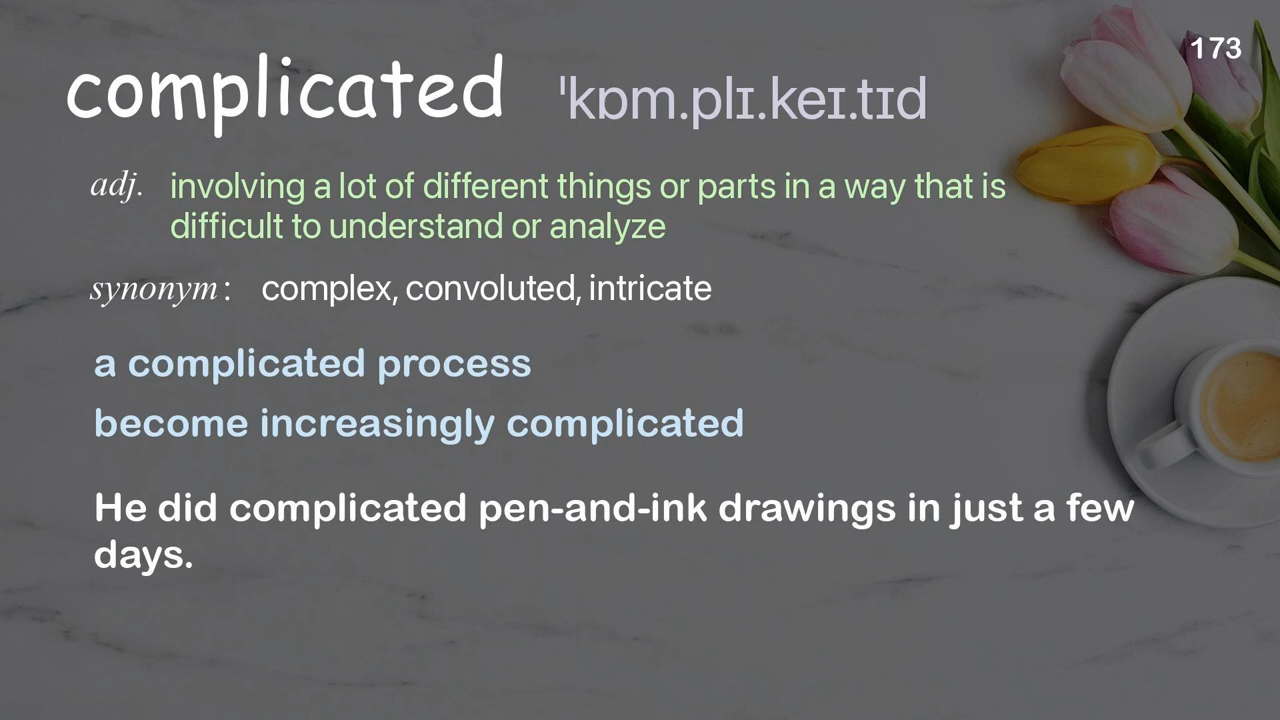 173
complicated ˈkɒm.plɪ.keɪ.tɪd
adj. involving a lot of different things or parts in a way that is
difficult to understand or analyze
synonym: complex, convoluted, intricate
a complicated process
become increasingly complicated
He did complicated pen-and-ink drawings in just a few
days.